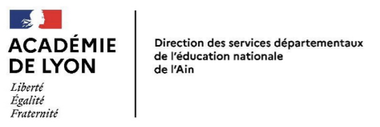 ACADÉMIE
DE LYON
Liberté
Égalité
Fraternité
Direction des services départementaux
de l'éducation nationale
de l'Ain